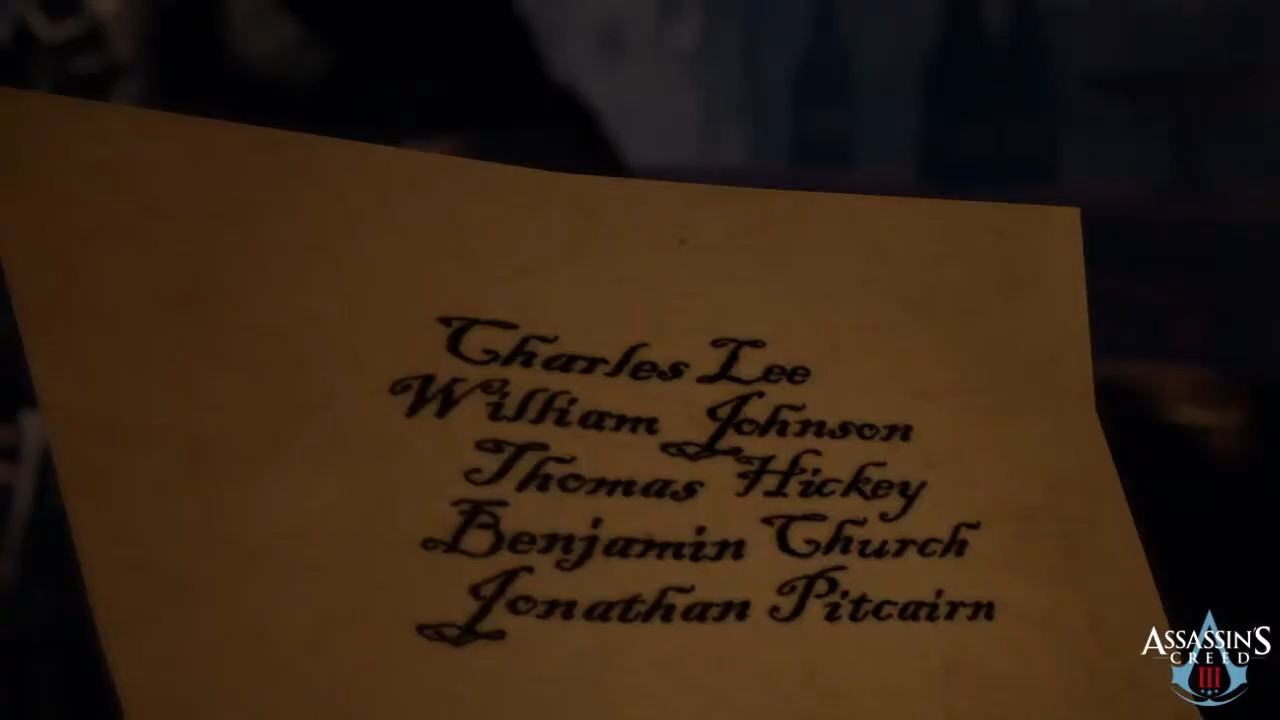 Charles Lee
William Johnson
Thomas Hickey
Benjamin Church
Jonathan Pitcairn
ASSASSIN'S
CREED
III